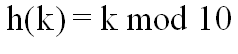 h(k) = k mod 10